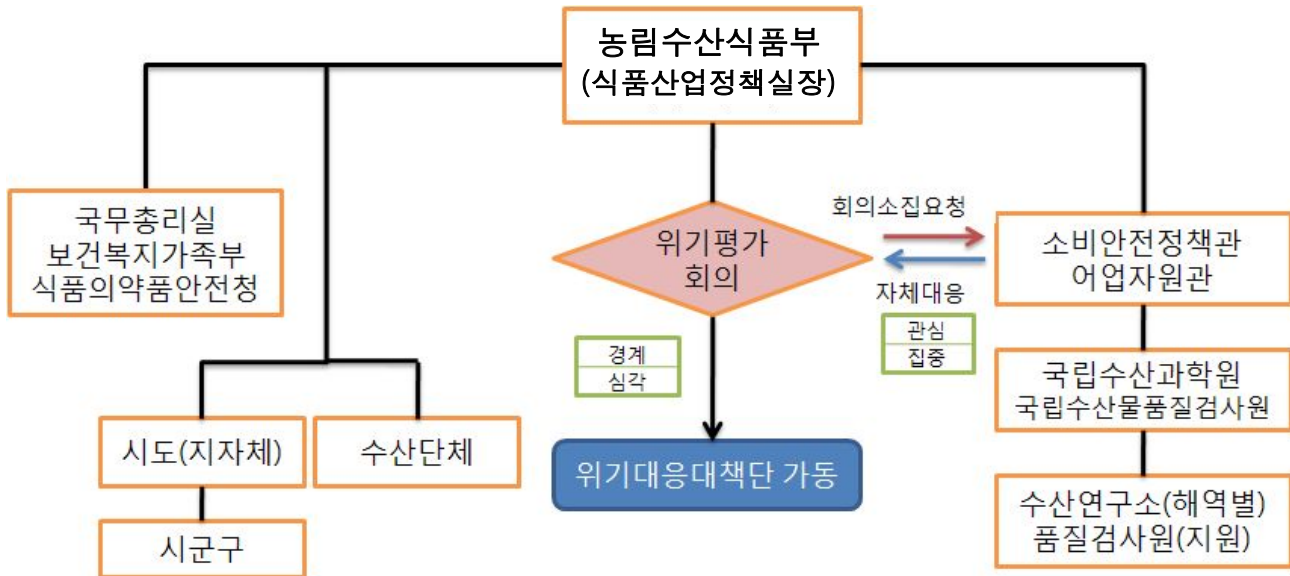 농림수산식품부
(식품산업정책실장)
국무총리실
보건복지가족부
식품의약품안전청
위기평가
회의
회의소집요청
자체대응
관심
집중
소비안전정책관
어업자원관
경계
심각
국립수산과학원
국립수산물품질검사원
시도(지자체)
수산단체
위기대응대책단 가동
수산연구소(해역별)
품질검사원(지원)
시군구